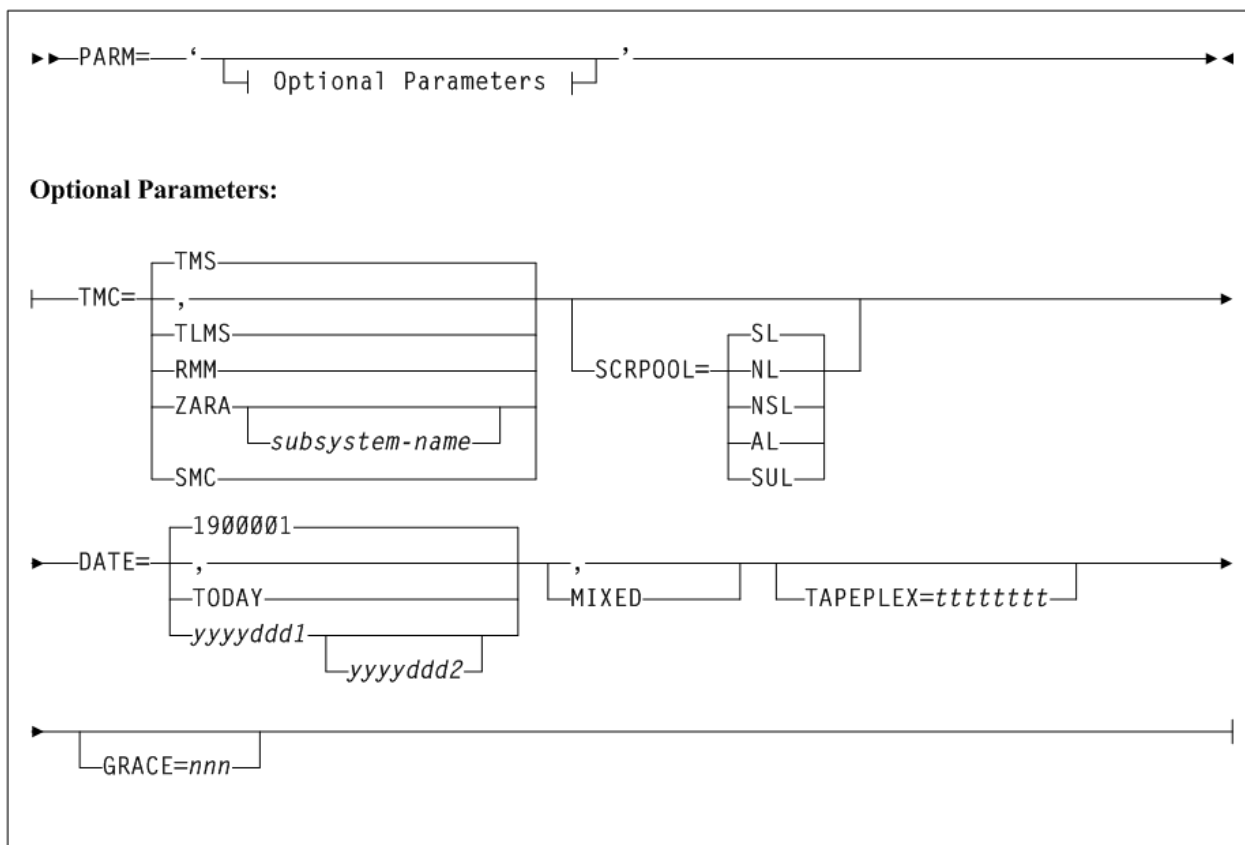 PARM= ‘ ’
Optional Parameters
Optional Parameters:
TMS
TMC= ,
TLMS
RMM
ZARA
subsystem-name
SMC
SCRPOOL=
SL
NL
NSL
AL
SUL
19ØØØØ1
DATE= ,
TODAY
yyyyddd1
yyyyddd2
,
MIXED
TAPEPLEX=tttttttt
GRACE=nnn